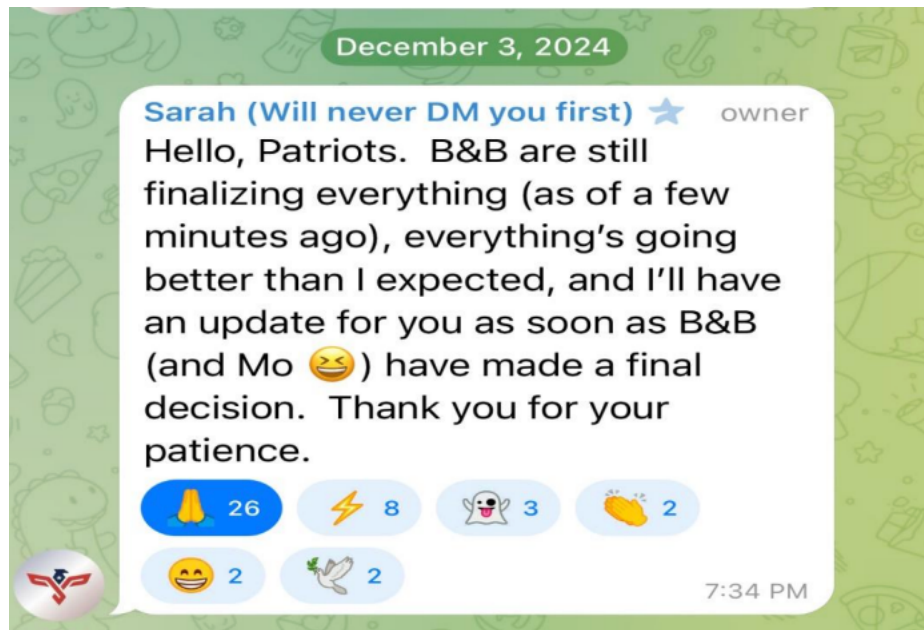 December 3, 2024
Sarah (Will never DM you first) owner
Hello, Patriots.  B&B are still
finalizing everything (as of a few
minutes ago), everything’s going
better than I expected, and I’ll have
an update for you as soon as B&B
(and Mo 😆) have made a final
decision.  Thank you for your
patience.
🙏 26 ⚡ 8 👻 3 👏 2
😁 2 🕊 2 7:34 PM